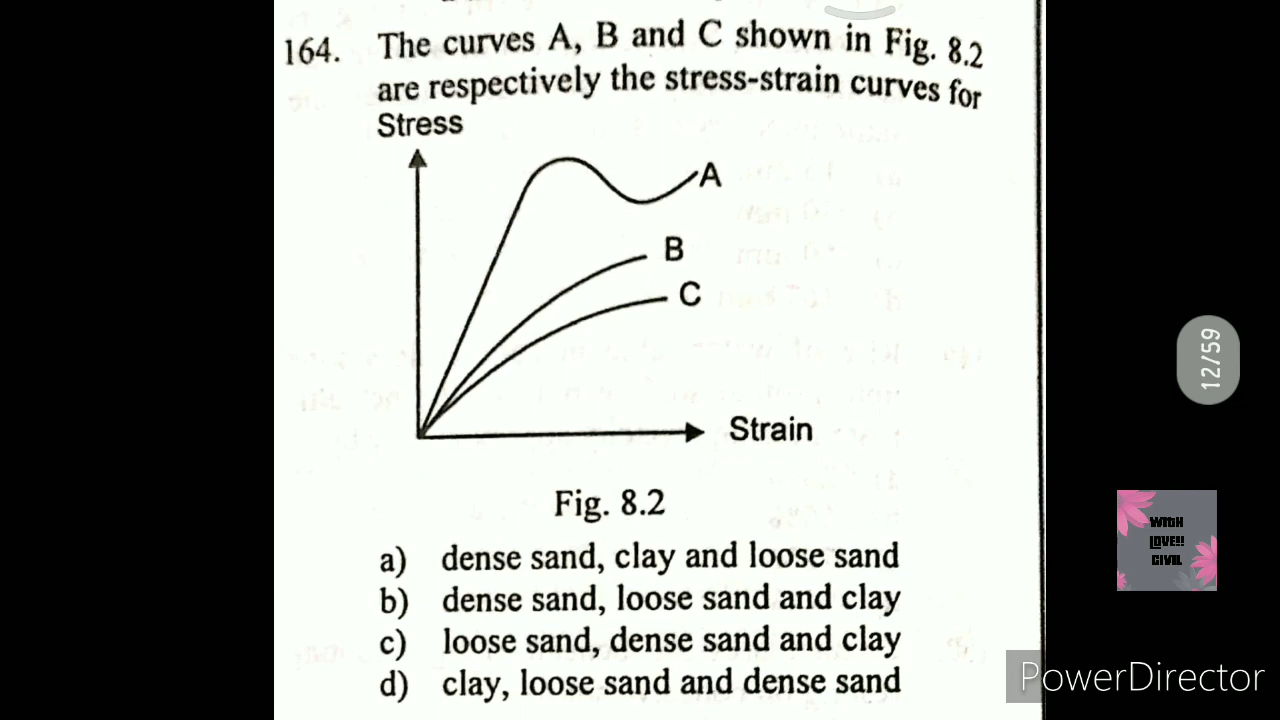 164. The curves A, B and C shown in Fig. 8.2
are respectively the stress-strain curves for
Stress
A
B
C
Strain
Fig. 8.2
a) dense sand, clay and loose sand
b) dense sand, loose sand and clay
c) loose sand, dense sand and clay
d) clay, loose sand and dense sand
12/59
WITH
LOVE!!
CIVIL
PowerDirector